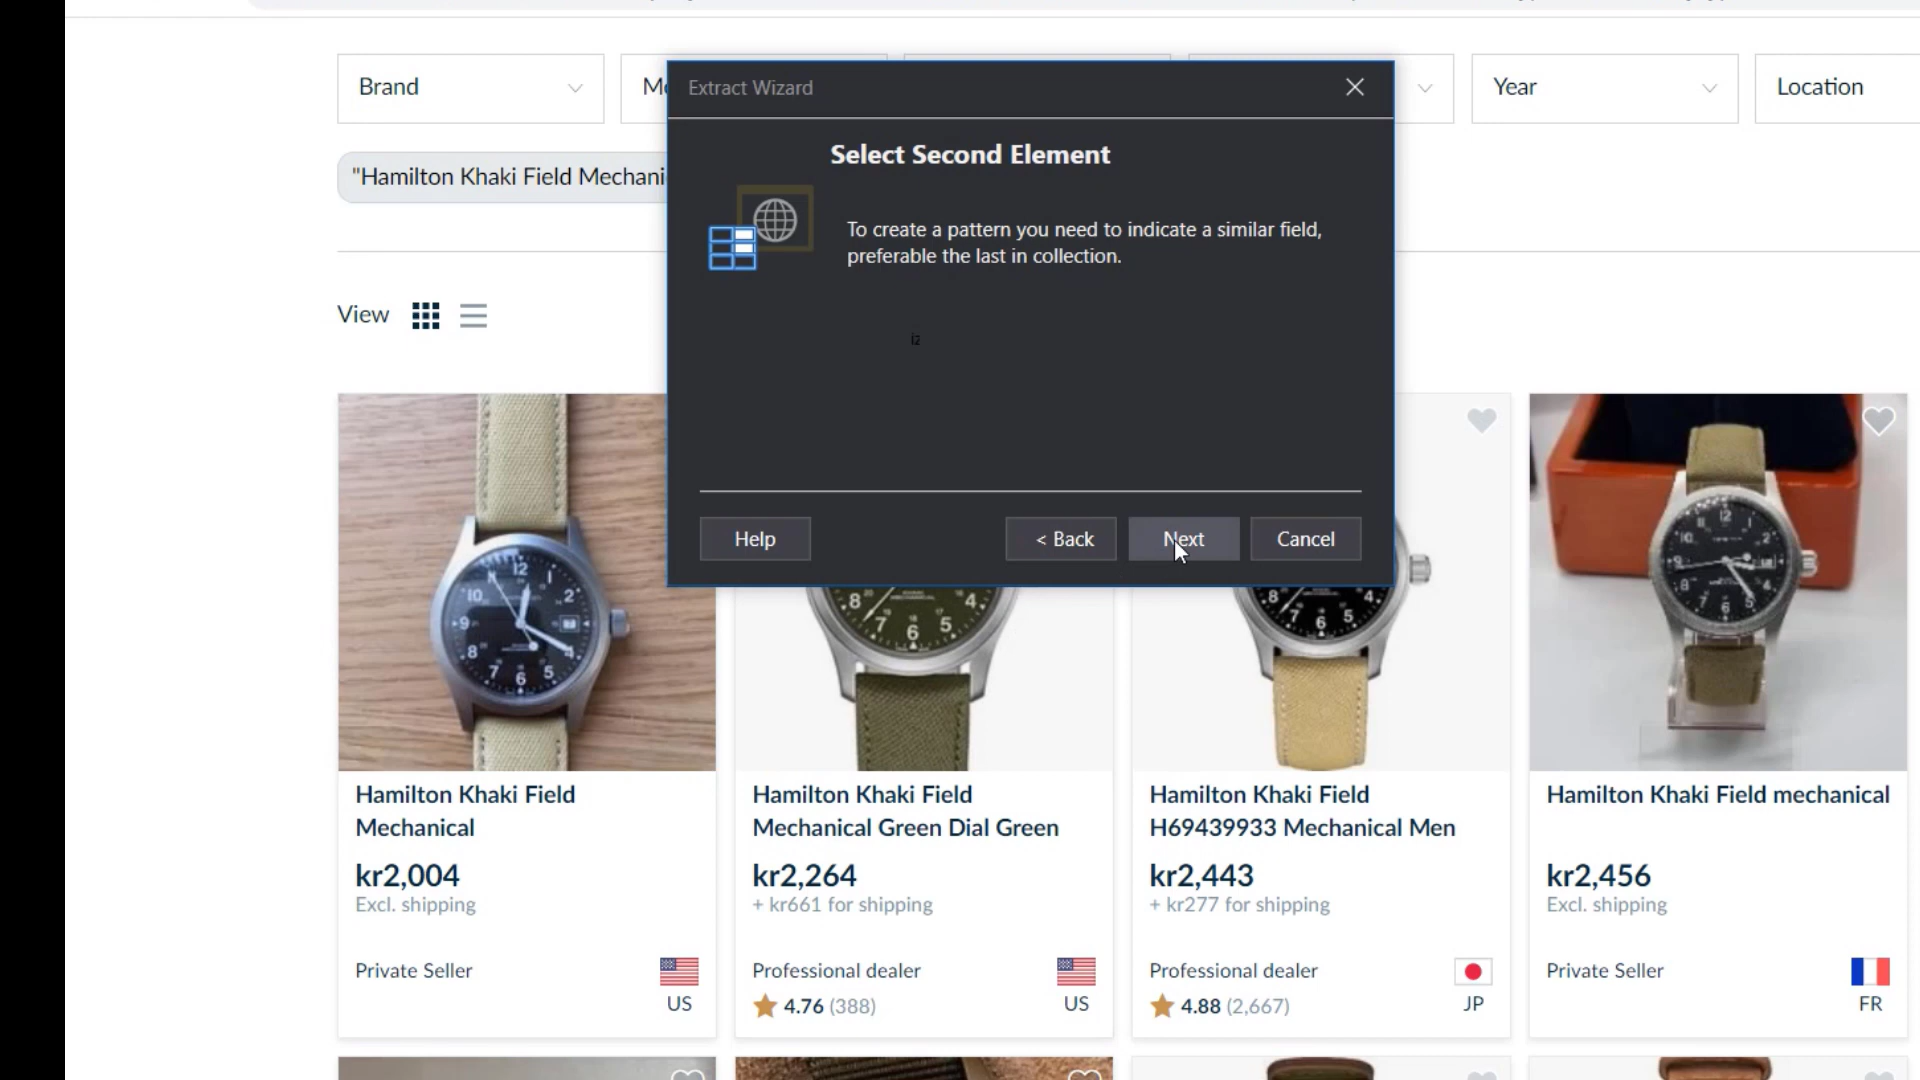 Brand
Year
Location
Extract Wizard
Select Second Element
"Hamilton Khaki Field Mechani
To create a pattern you need to indicate a similar field,
preferable the last in collection.
View
iz
Help
< Back
Next
Cancel
Hamilton Khaki Field
Mechanical
kr2,004
Excl. shipping
Private Seller
US
Hamilton Khaki Field
Mechanical Green Dial Green
kr2,264
+ kr661 for shipping
Professional dealer
4.76 (388)
US
Hamilton Khaki Field
H69439933 Mechanical Men
kr2,443
+ kr277 for shipping
Professional dealer
4.88 (2,667)
JP
Hamilton Khaki Field mechanical
kr2,456
Excl. shipping
Private Seller
FR